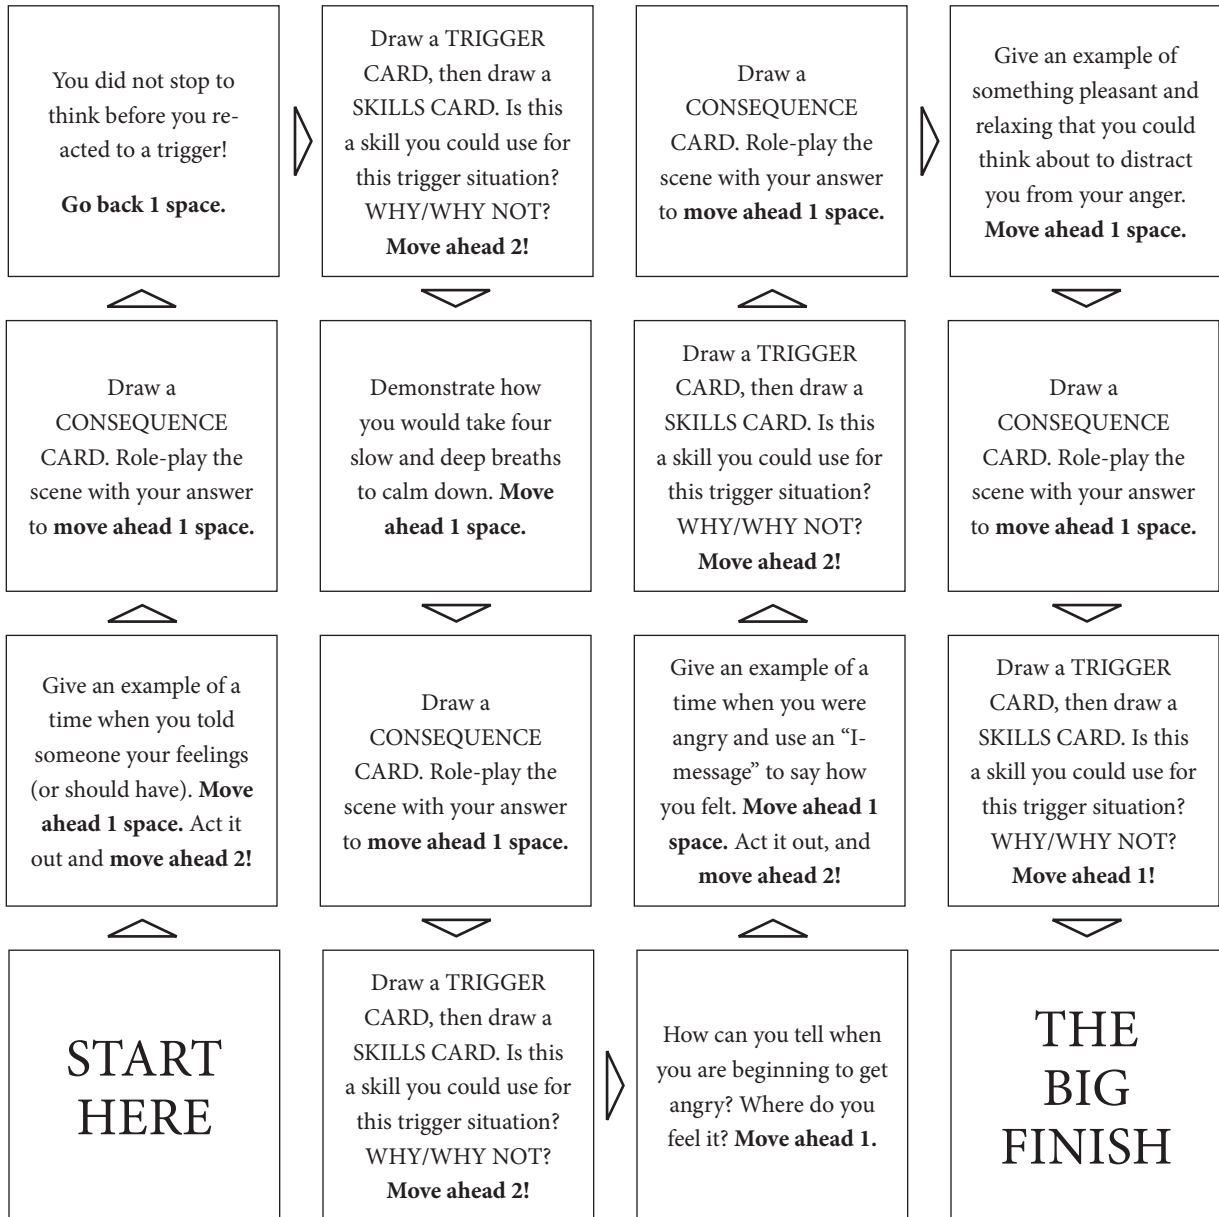 You did not stop to
think before you re-
acted to a trigger!
Go back 1 space.
Draw a TRIGGER
CARD, then draw a
SKILLS CARD. Is this
a skill you could use for
this trigger situation?
WHY/WHY NOT?
Move ahead 2!
Draw a
CONSEQUENCE
CARD. Role-play the
scene with your answer
to move ahead 1 space.
Give an example of
something pleasant and
relaxing that you could
think about to distract
you from your anger.
Move ahead 1 space.
Draw a
CONSEQUENCE
CARD. Role-play the
scene with your answer
to move ahead 1 space.
Demonstrate how
you would take four
slow and deep breaths
to calm down. Move
ahead 1 space.
Draw a TRIGGER
CARD, then draw a
SKILLS CARD. Is this
a skill you could use for
this trigger situation?
WHY/WHY NOT?
Move ahead 2!
Draw a
CONSEQUENCE
CARD. Role-play the
scene with your answer
to move ahead 1 space.
Give an example of a
time when you told
someone your feelings
(or should have). Move
ahead 1 space. Act it
out and move ahead 2!
Draw a
CONSEQUENCE
CARD. Role-play the
scene with your answer
to move ahead 1 space.
Give an example of a
time when you were
angry and use an “I-
message” to say how
you felt. Move ahead 1
space. Act it out, and
move ahead 2!
Draw a TRIGGER
CARD, then draw a
SKILLS CARD. Is this
a skill you could use for
this trigger situation?
WHY/WHY NOT?
Move ahead 1!
START
HERE
Draw a TRIGGER
CARD, then draw a
SKILLS CARD. Is this
a skill you could use for
this trigger situation?
WHY/WHY NOT?
Move ahead 2!
How can you tell when
you are beginning to get
angry? Where do you
feel it? Move ahead 1.
THE
BIG
FINISH